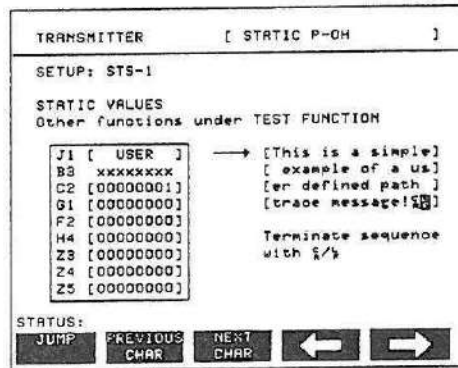 TRANSMITTER [ STATIC P-OH ]
SETUP: STS-1
STATIC VALUES
Other functions under TEST FUNCTION
J1 [ USER ] → [This is a simple]
B3 xxxxxxxx [ example of a us]
C2 [00000001] [er defined path ]
G1 [00000000] [trace message!␍␊]
F2 [00000000]
H4 [00000000] Terminate sequence
Z3 [00000000] with ␍/␊
Z4 [00000000]
Z5 [00000000]
STATUS:
JUMP PREVIOUS CHAR NEXT CHAR